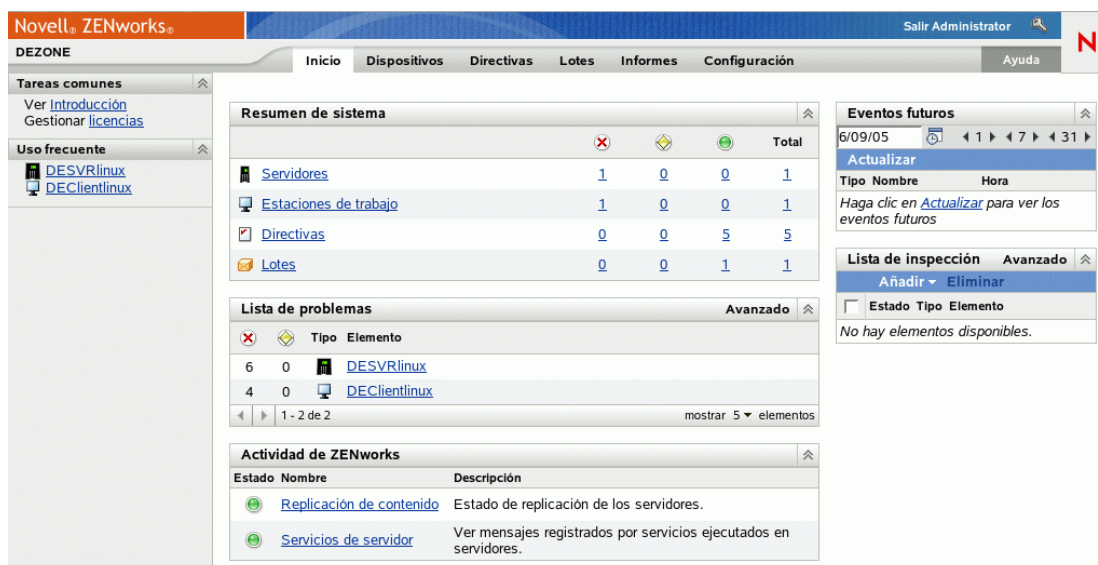 Novell® ZENworks®
Salir Administrator
N
DEZONE
Inicio Dispositivos Directivas Lotes Informes Configuración Ayuda
Tareas comunes
Ver Introducción
Gestionar licencias
Uso frecuente
DESVRlinux
DEClientlinux
Resumen de sistema
Total
Servidores 1 0 0 1
Estaciones de trabajo 1 0 0 1
Directivas 0 0 5 5
Lotes 0 0 1 1
Lista de problemas Avanzado
Tipo Elemento
6 0 DESVRlinux
4 0 DEClientlinux
1 - 2 de 2 mostrar 5 elementos
Actividad de ZENworks
Estado Nombre Descripción
Replicación de contenido Estado de replicación de los servidores.
Servicios de servidor Ver mensajes registrados por servicios ejecutados en
servidores.
Eventos futuros
6/09/05 1 7 31
Actualizar
Tipo Nombre Hora
Haga clic en Actualizar para ver los
eventos futuros
Lista de inspección Avanzado
Añadir Eliminar
Estado Tipo Elemento
No hay elementos disponibles.